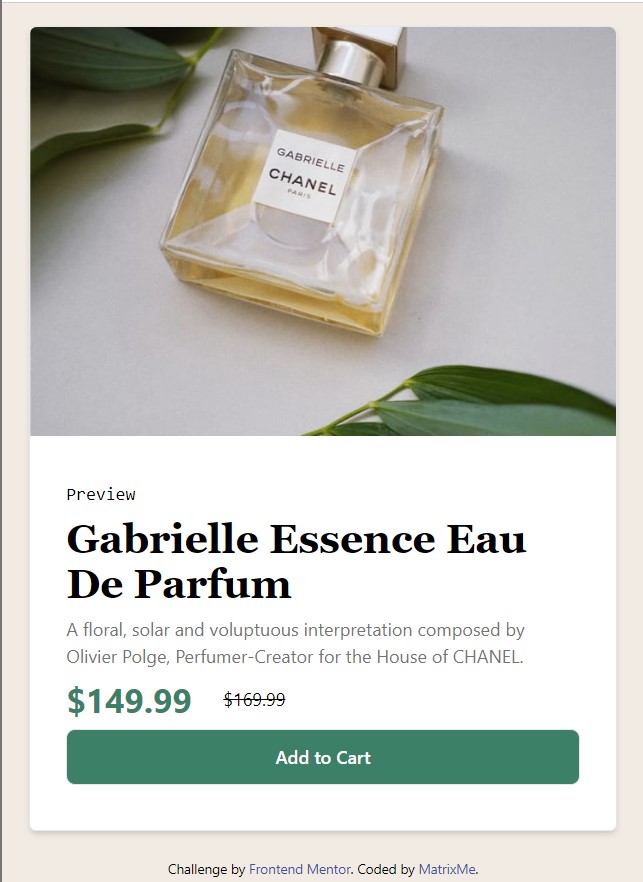 GABRIELLE
CHANEL
PARIS
Preview
Gabrielle Essence Eau
De Parfum
A floral, solar and voluptuous interpretation composed by
Olivier Polge, Perfumer-Creator for the House of CHANEL.
$149.99 $169.99
Add to Cart
Challenge by Frontend Mentor. Coded by MatrixMe.